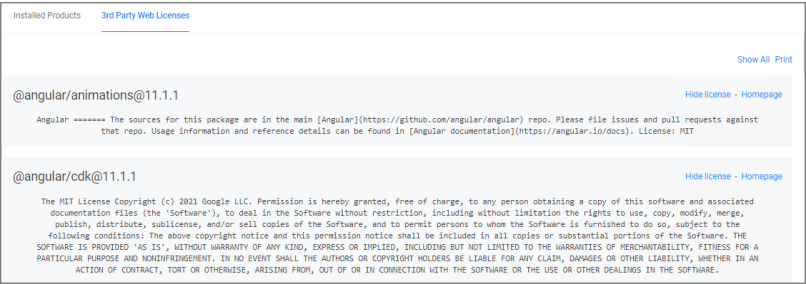 Installed Products    3rd Party Web Licenses
Show All  Print
@angular/animations@11.1.1    Hide license - Homepage
Angular ======= The sources for this package are in the main [Angular](https://github.com/angular/angular) repo. Please file issues and pull requests against
that repo. Usage information and reference details can be found in [Angular documentation](https://angular.io/docs). License: MIT
@angular/cdk@11.1.1    Hide license - Homepage
The MIT License Copyright (c) 2021 Google LLC. Permission is hereby granted, free of charge, to any person obtaining a copy of this software and associated
documentation files (the 'Software'), to deal in the Software without restriction, including without limitation the rights to use, copy, modify, merge,
publish, distribute, sublicense, and/or sell copies of the Software, and to permit persons to whom the Software is furnished to do so, subject to the
following conditions: The above copyright notice and this permission notice shall be included in all copies or substantial portions of the Software. THE
SOFTWARE IS PROVIDED 'AS IS', WITHOUT WARRANTY OF ANY KIND, EXPRESS OR IMPLIED, INCLUDING BUT NOT LIMITED TO THE WARRANTIES OF MERCHANTABILITY, FITNESS FOR A
PARTICULAR PURPOSE AND NONINFRINGEMENT. IN NO EVENT SHALL THE AUTHORS OR COPYRIGHT HOLDERS BE LIABLE FOR ANY CLAIM, DAMAGES OR OTHER LIABILITY, WHETHER IN AN
ACTION OF CONTRACT, TORT OR OTHERWISE, ARISING FROM, OUT OF OR IN CONNECTION WITH THE SOFTWARE OR THE USE OR OTHER DEALINGS IN THE SOFTWARE.